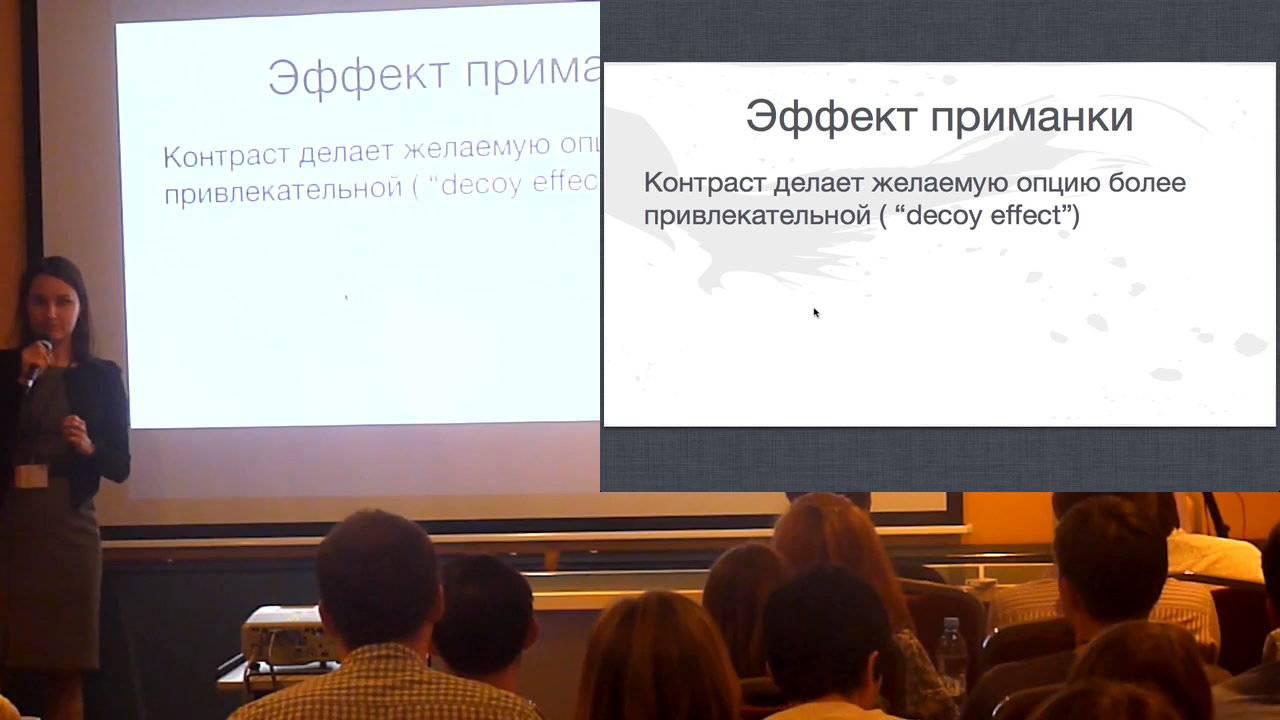 Эффект прима
Контраст делает желаемую опц
привлекательной ( “decoy effec
Эффект приманки
Контраст делает желаемую опцию более
привлекательной ( “decoy effect”)